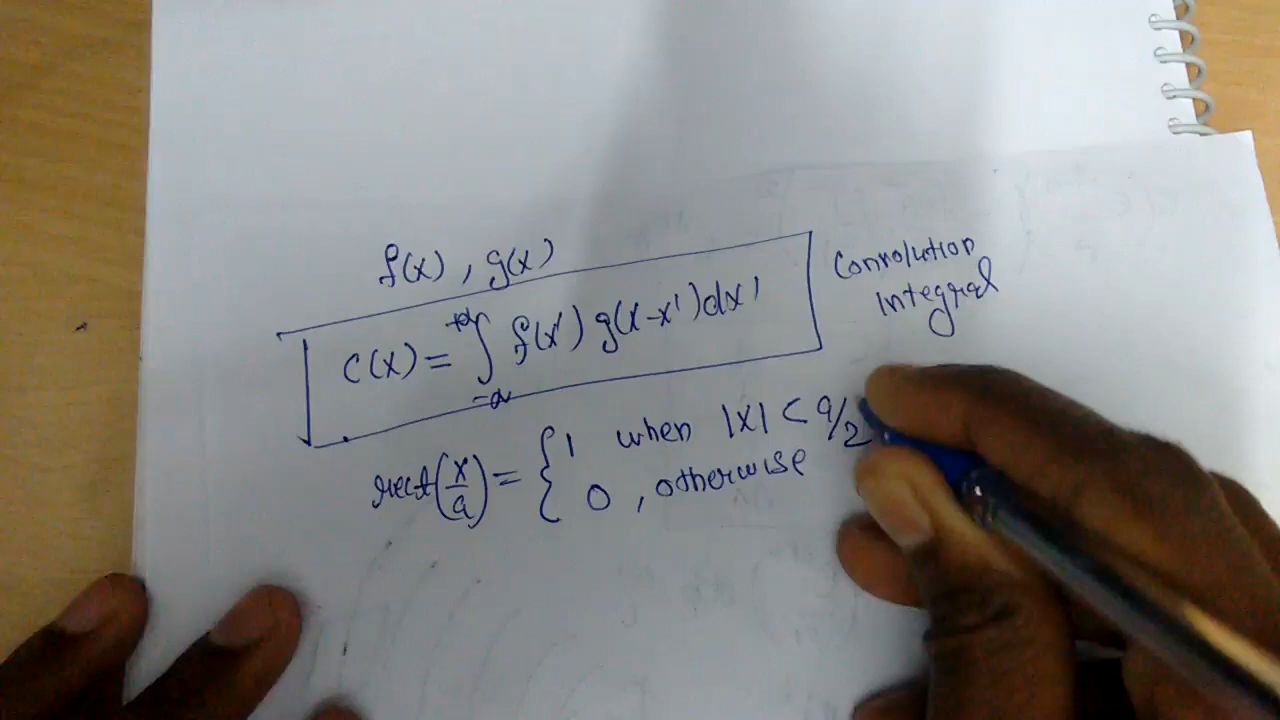 f(x), g(x)
C(x) = ∫_{-∞}^{+∞} f(x') g(x-x') dx'
Convolution
Integral
rect(x/a) = { 1 when |x| < a/2
0, otherwise